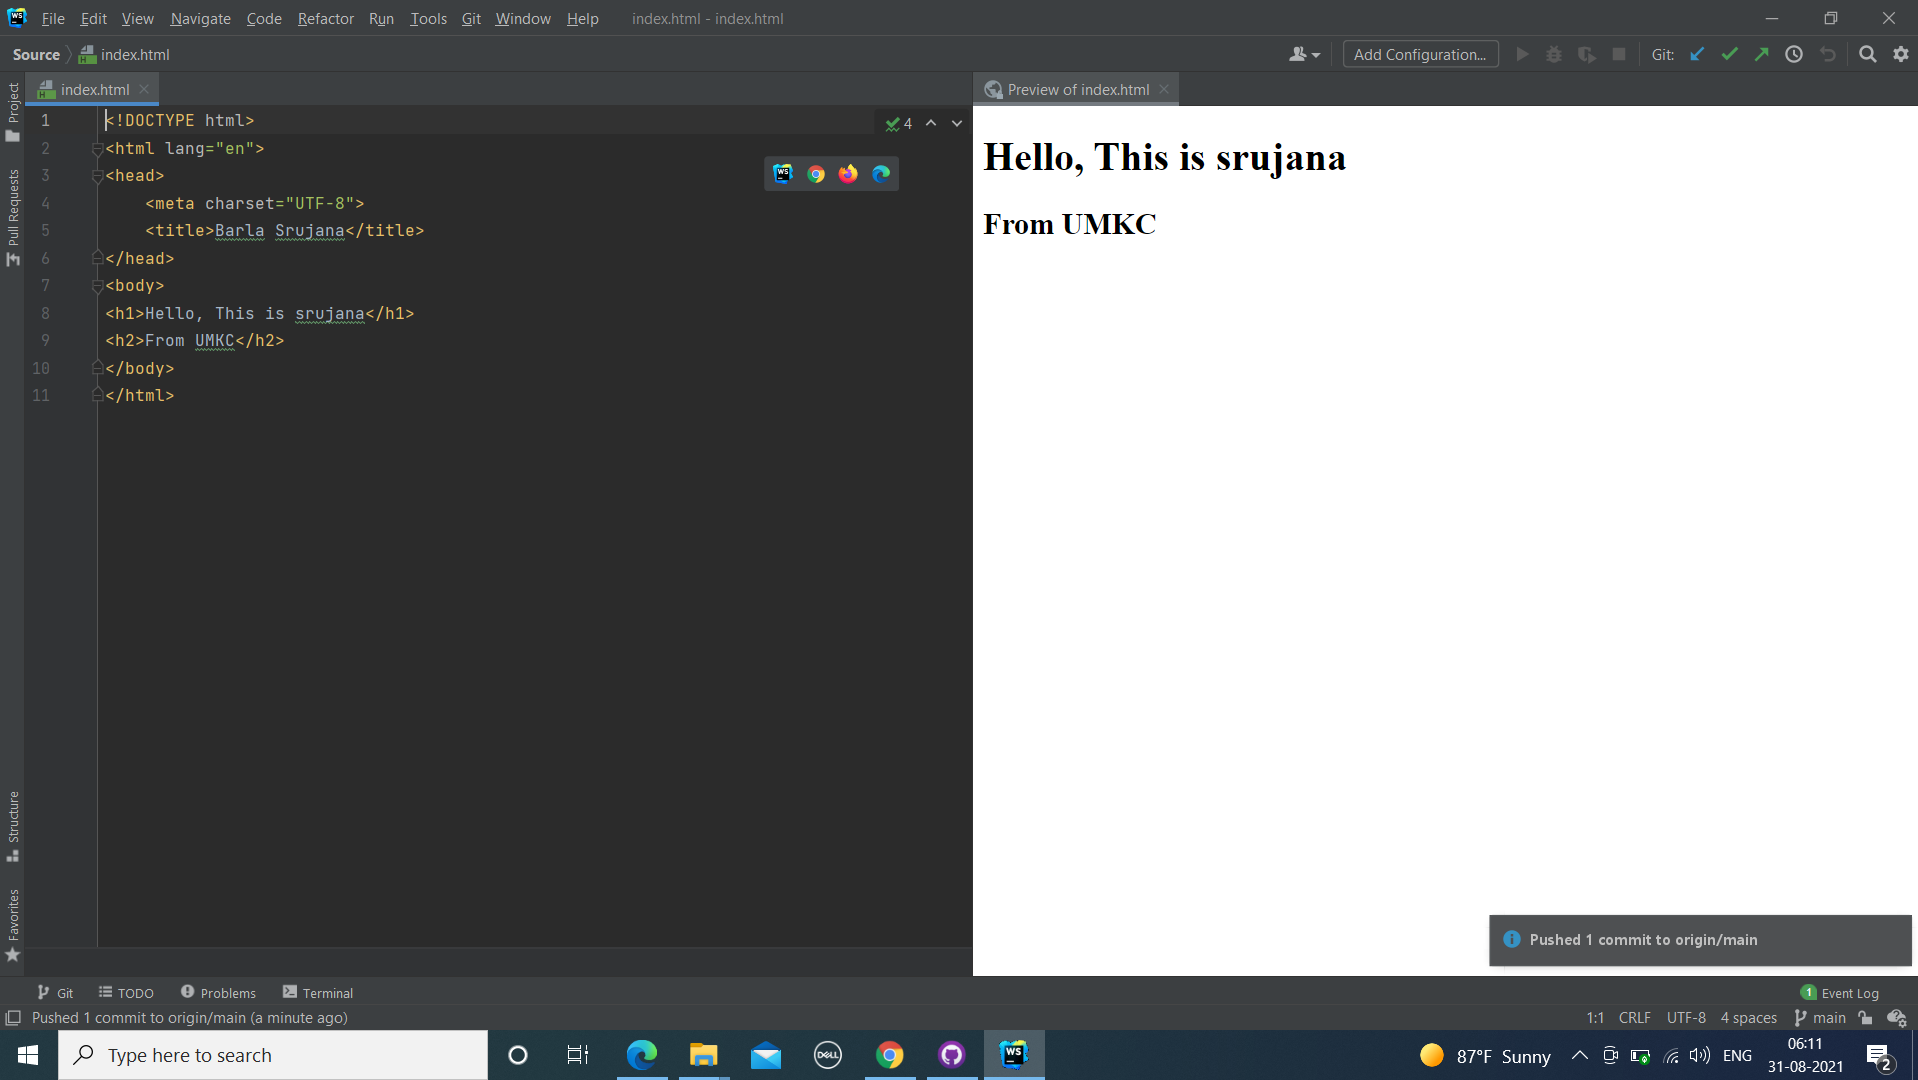 File Edit View Navigate Code Refactor Run Tools Git Window Help index.html - index.html
Source index.html Add Configuration... Git:
index.html Preview of index.html
Project
Pull Requests
Structure
Favorites
4
1 <!DOCTYPE html>
2 <html lang="en">
3 <head>
4 <meta charset="UTF-8">
5 <title>Barla Srujana</title>
6 </head>
7 <body>
8 <h1>Hello, This is srujana</h1>
9 <h2>From UMKC</h2>
10 </body>
11 </html>
WS
Hello, This is srujana
From UMKC
Pushed 1 commit to origin/main
Git TODO Problems Terminal 1 Event Log
Pushed 1 commit to origin/main (a minute ago) 1:1 CRLF UTF-8 4 spaces main
Type here to search DELL WS 87°F Sunny ENG 06:11
31-08-2021 2